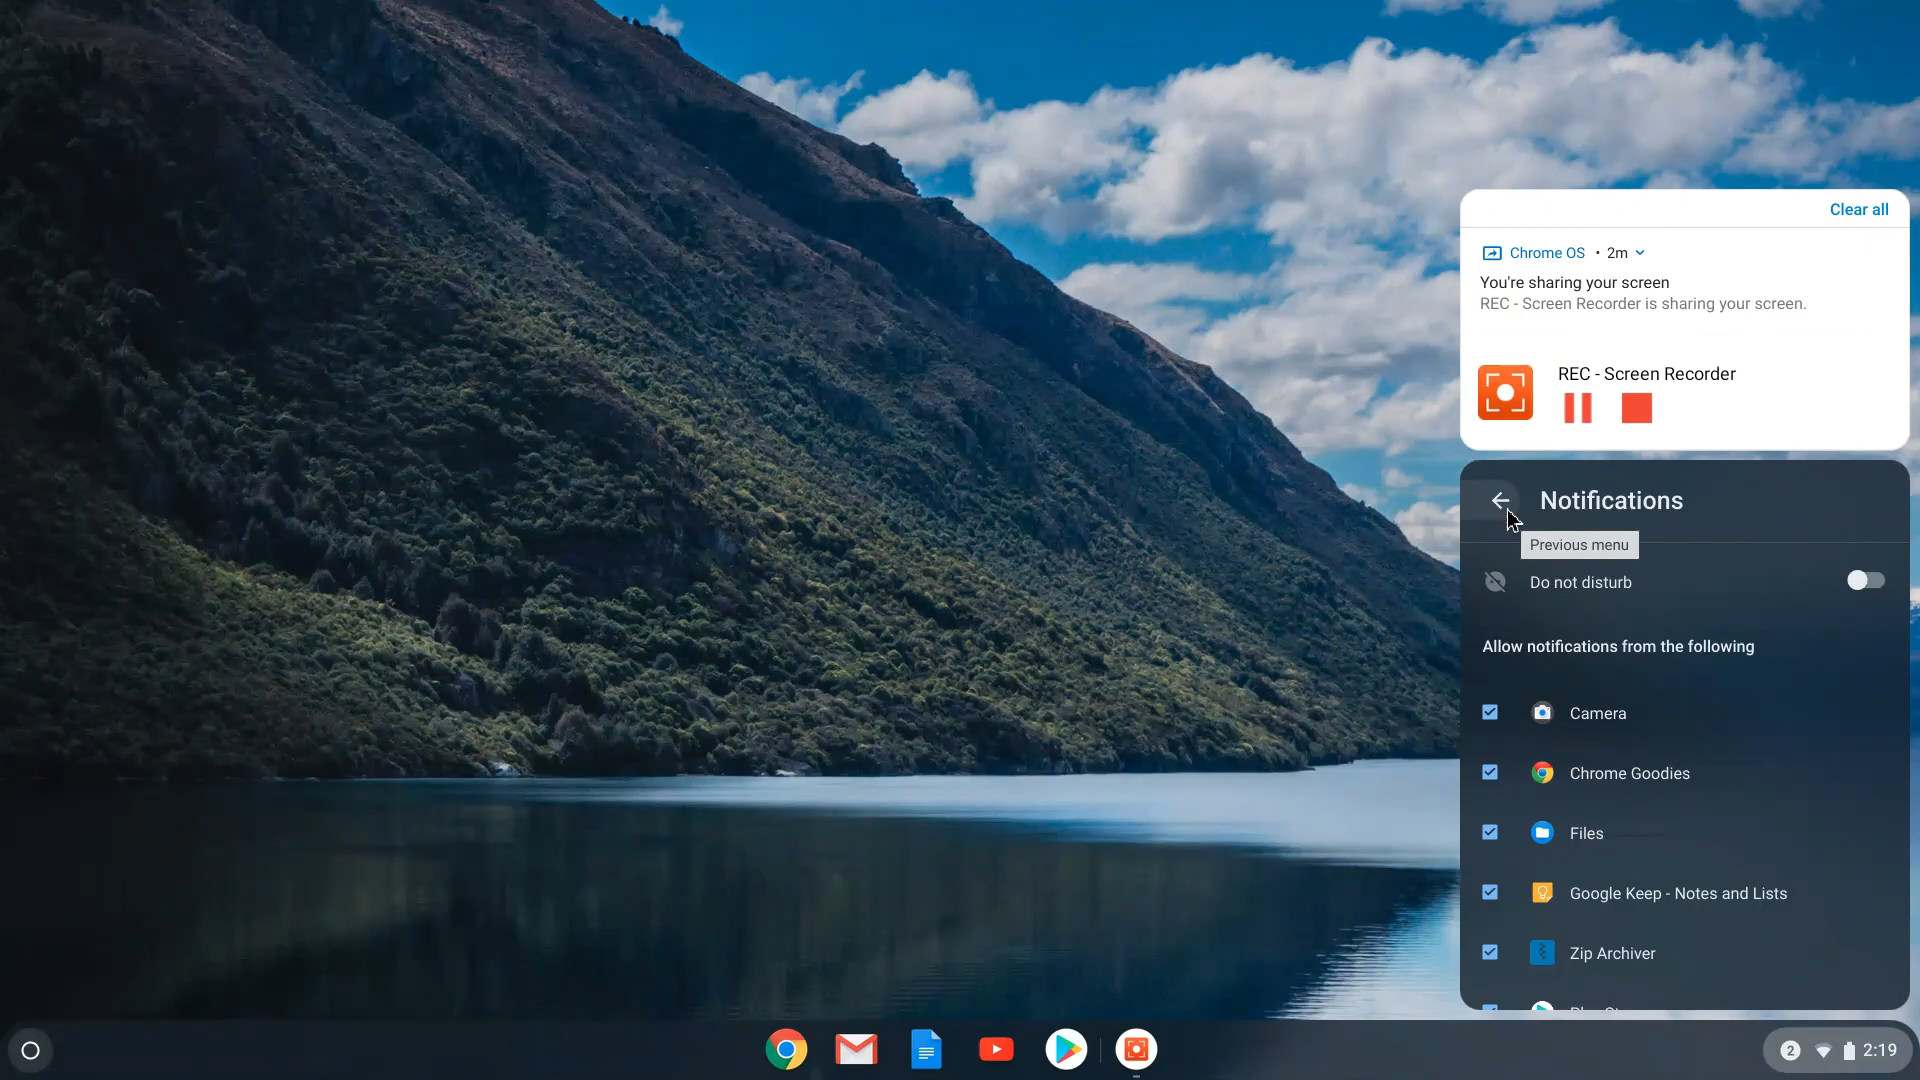 Clear all
Chrome OS • 2m
You're sharing your screen
REC - Screen Recorder is sharing your screen.
REC - Screen Recorder
Notifications
Previous menu
Do not disturb
Allow notifications from the following
Camera
Chrome Goodies
Files
Google Keep - Notes and Lists
Zip Archiver
2 2:19